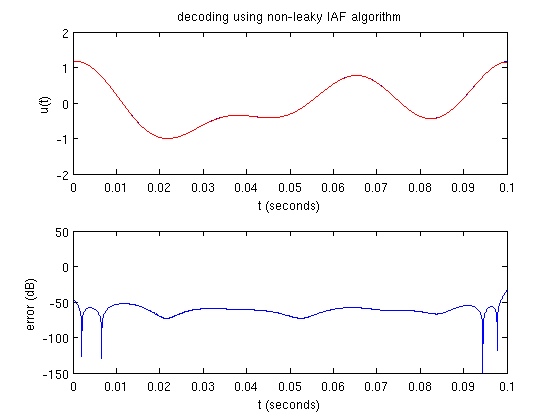 decoding using non-leaky IAF algorithm
2
1
0
-1
-2
u(t)
0 0.01 0.02 0.03 0.04 0.05 0.06 0.07 0.08 0.09 0.1
t (seconds)
50
0
-50
-100
-150
error (dB)
0 0.01 0.02 0.03 0.04 0.05 0.06 0.07 0.08 0.09 0.1
t (seconds)